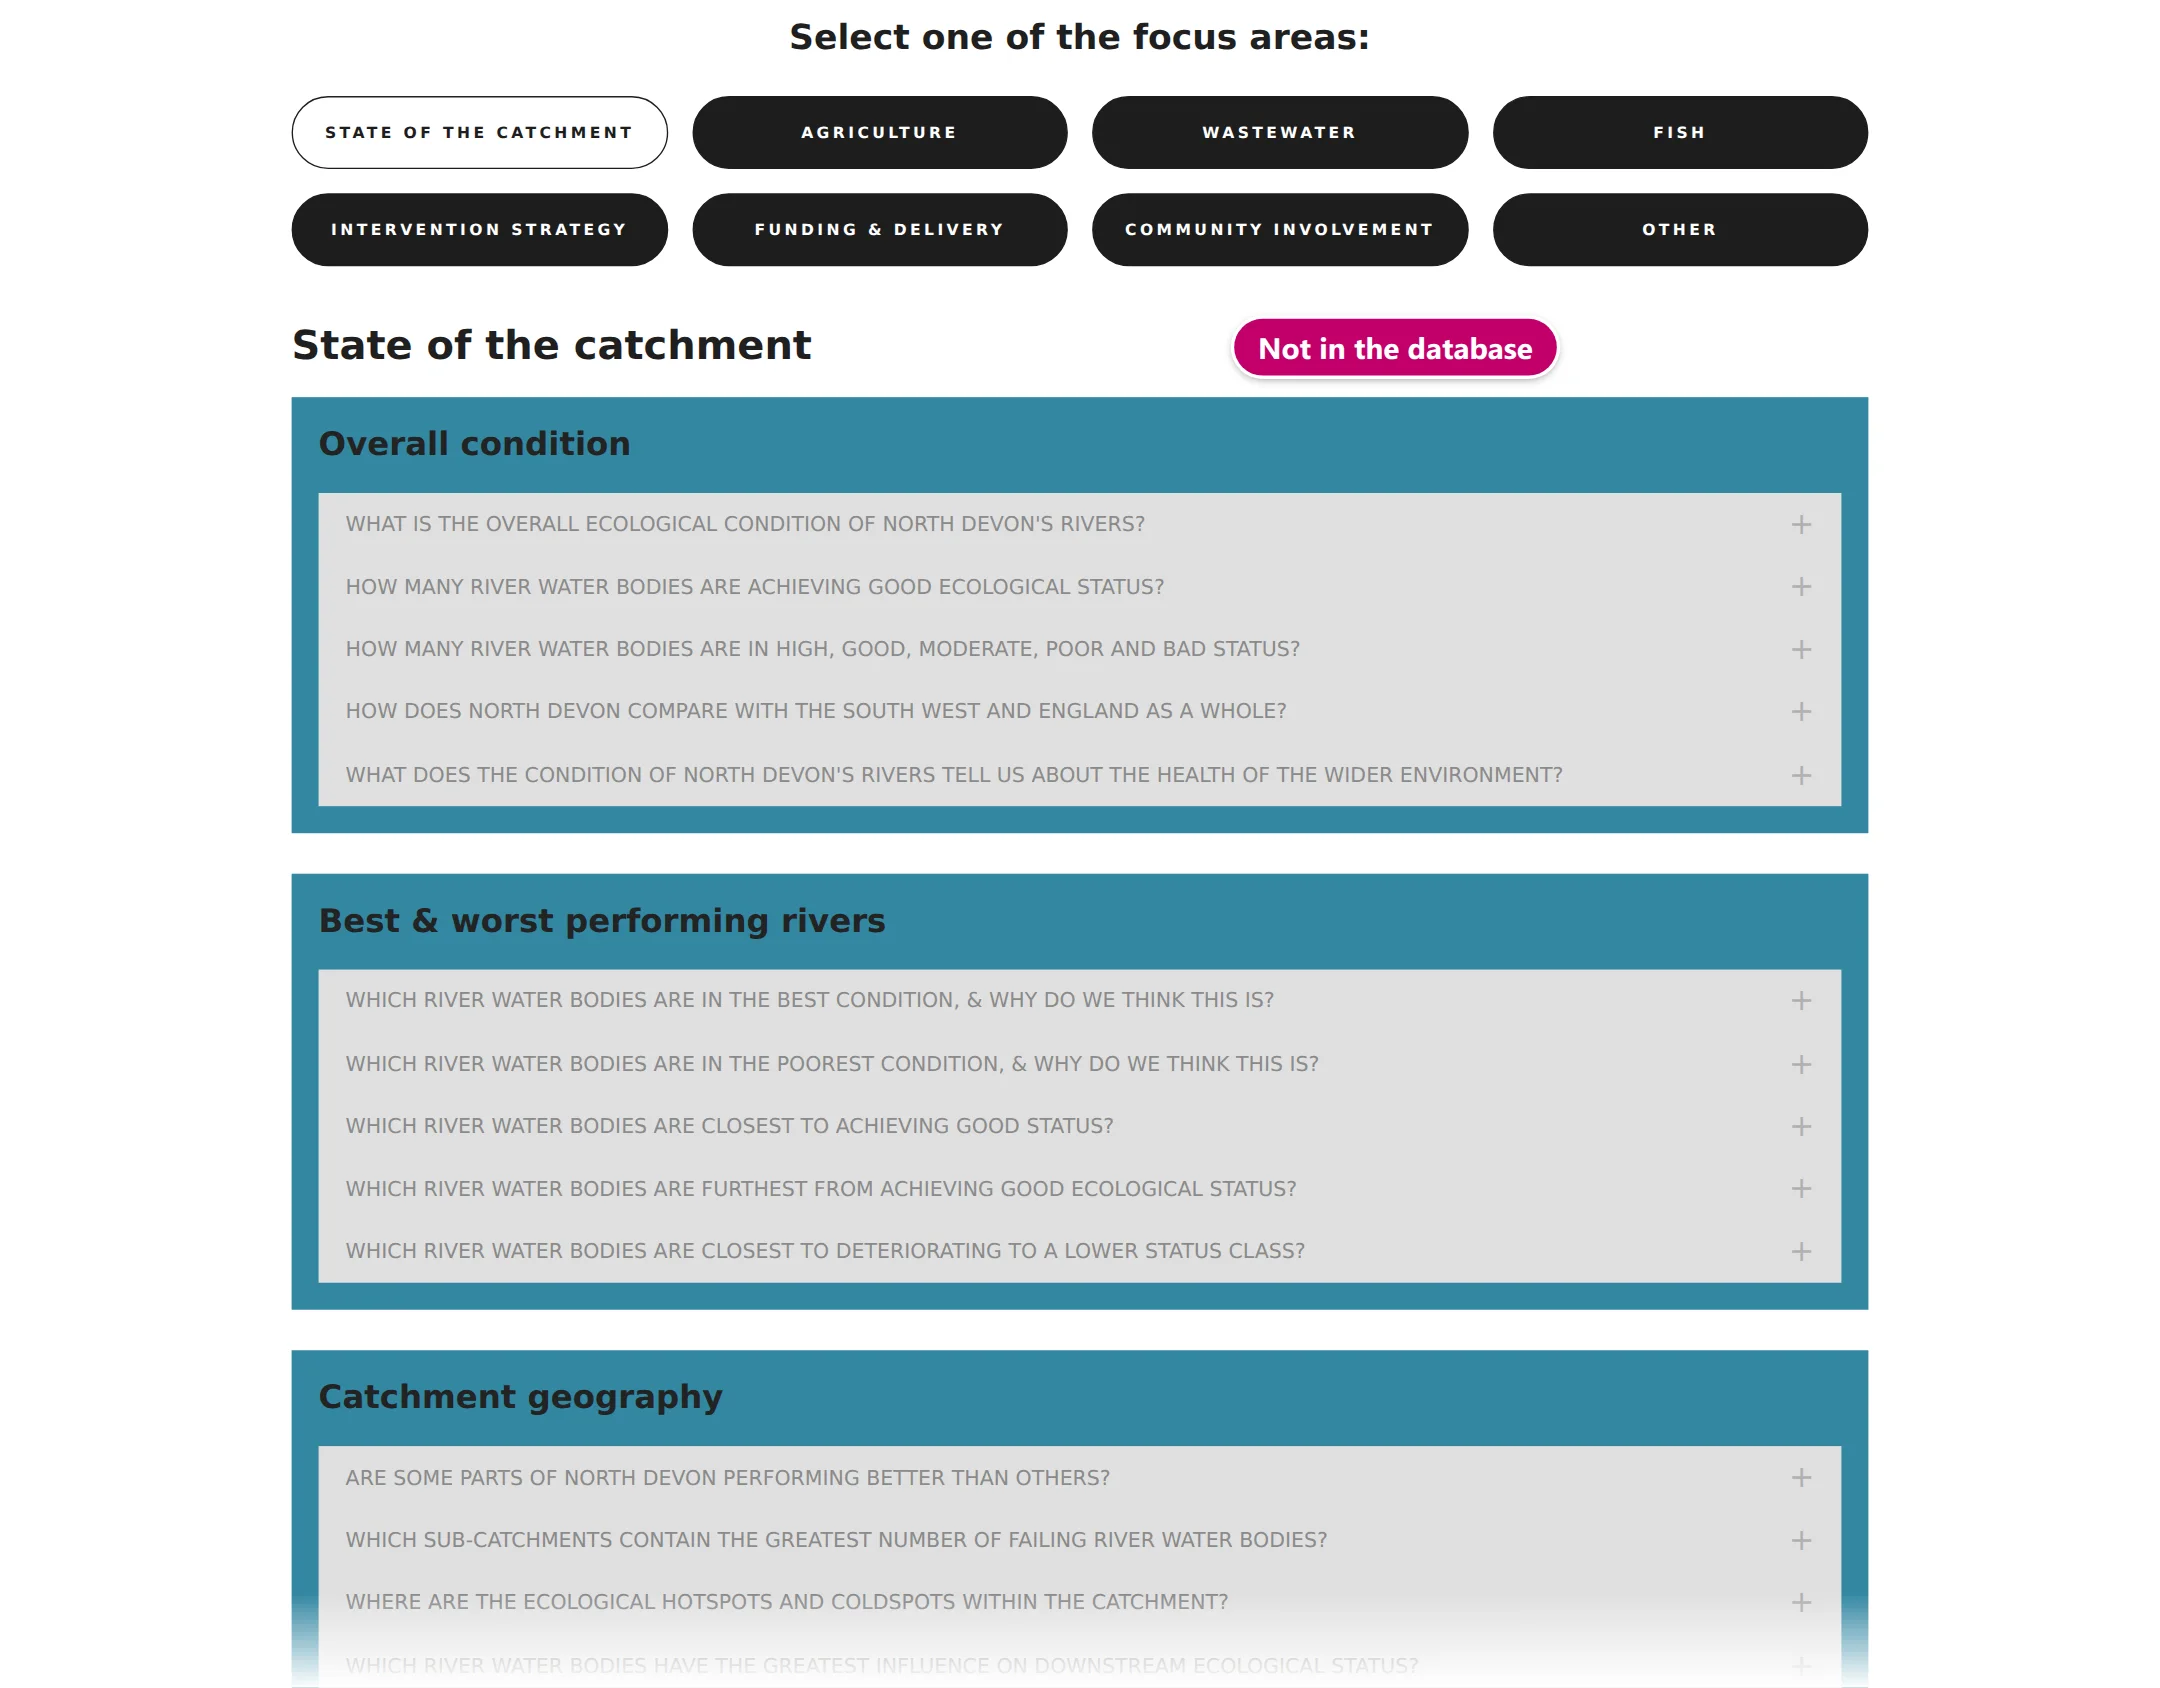 Select one of the focus areas:
STATE OF THE CATCHMENT
AGRICULTURE
WASTEWATER
FISH
INTERVENTION STRATEGY
FUNDING & DELIVERY
COMMUNITY INVOLVEMENT
OTHER
State of the catchment
Not in the database
Overall condition
WHAT IS THE OVERALL ECOLOGICAL CONDITION OF NORTH DEVON'S RIVERS?
HOW MANY RIVER WATER BODIES ARE ACHIEVING GOOD ECOLOGICAL STATUS?
HOW MANY RIVER WATER BODIES ARE IN HIGH, GOOD, MODERATE, POOR AND BAD STATUS?
HOW DOES NORTH DEVON COMPARE WITH THE SOUTH WEST AND ENGLAND AS A WHOLE?
WHAT DOES THE CONDITION OF NORTH DEVON'S RIVERS TELL US ABOUT THE HEALTH OF THE WIDER ENVIRONMENT?
Best & worst performing rivers
WHICH RIVER WATER BODIES ARE IN THE BEST CONDITION, & WHY DO WE THINK THIS IS?
WHICH RIVER WATER BODIES ARE IN THE POOREST CONDITION, & WHY DO WE THINK THIS IS?
WHICH RIVER WATER BODIES ARE CLOSEST TO ACHIEVING GOOD STATUS?
WHICH RIVER WATER BODIES ARE FURTHEST FROM ACHIEVING GOOD ECOLOGICAL STATUS?
WHICH RIVER WATER BODIES ARE CLOSEST TO DETERIORATING TO A LOWER STATUS CLASS?
Catchment geography
ARE SOME PARTS OF NORTH DEVON PERFORMING BETTER THAN OTHERS?
WHICH SUB-CATCHMENTS CONTAIN THE GREATEST NUMBER OF FAILING RIVER WATER BODIES?
WHERE ARE THE ECOLOGICAL HOTSPOTS AND COLDSPOTS WITHIN THE CATCHMENT?
WHICH RIVER WATER BODIES HAVE THE GREATEST INFLUENCE ON DOWNSTREAM ECOLOGICAL STATUS?